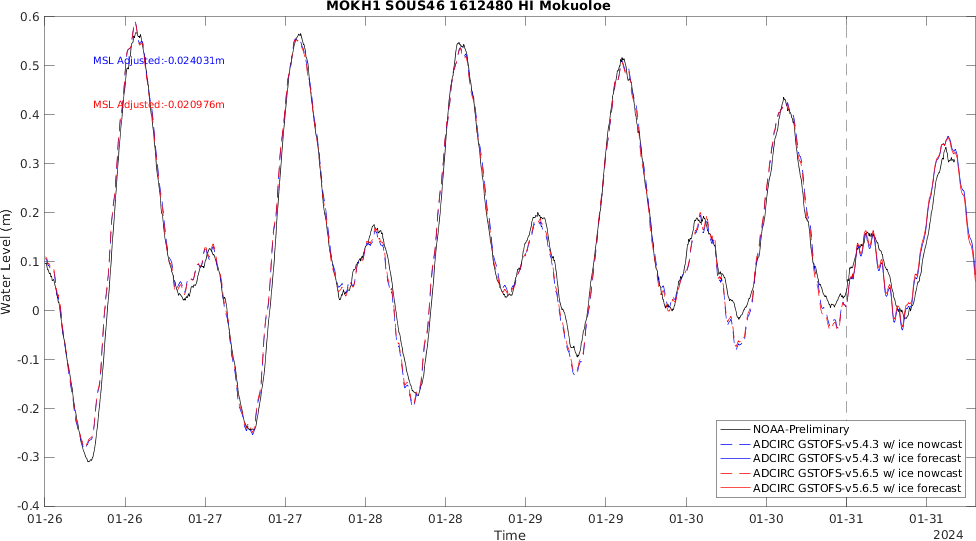 MOKH1 SOUS46 1612480 HI Mokuoloe
0.6
0.5
0.4
0.3
0.2
0.1
0
-0.1
-0.2
-0.3
-0.4
Water Level (m)
MSL Adjusted:-0.024031m
MSL Adjusted:-0.020976m
NOAA-Preliminary
ADCIRC GSTOFS-v5.4.3 w/ ice nowcast
ADCIRC GSTOFS-v5.4.3 w/ ice forecast
ADCIRC GSTOFS-v5.6.5 w/ ice nowcast
ADCIRC GSTOFS-v5.6.5 w/ ice forecast
01-26 01-26 01-27 01-27 01-28 01-28 01-29 01-29 01-30 01-30 01-31 01-31
2024
Time